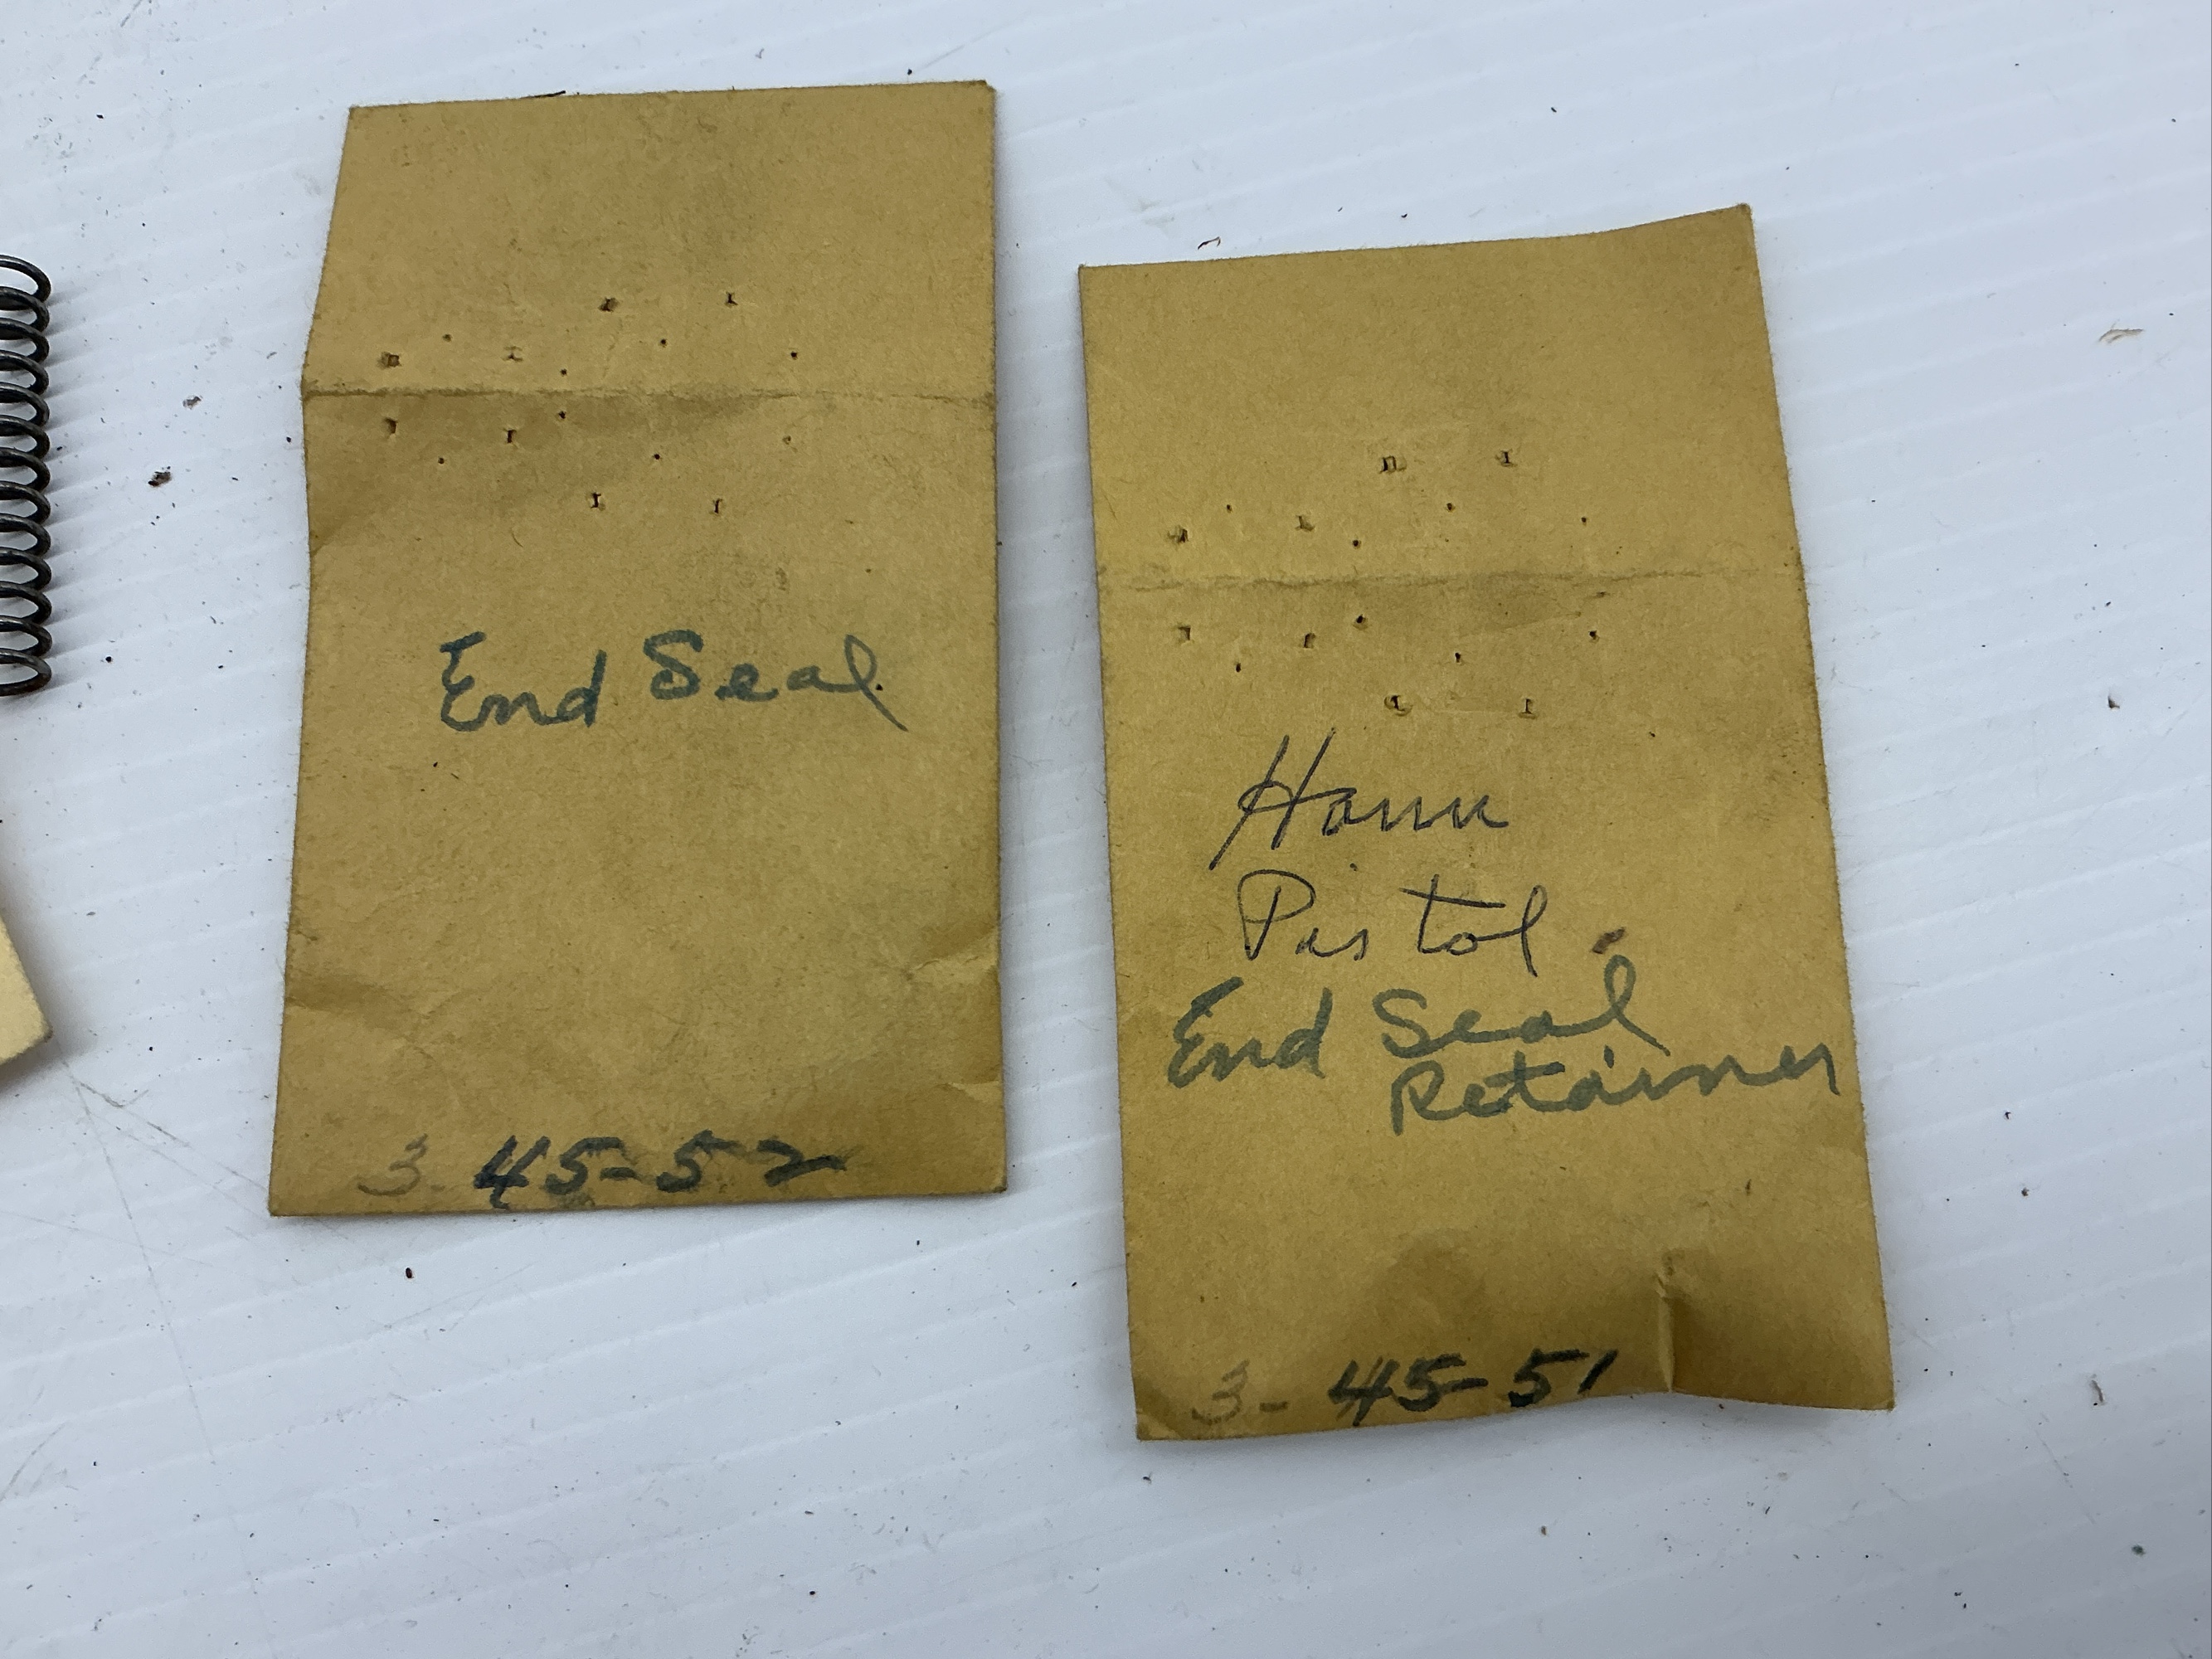 End Seal
3-45-52
Hamm
Pistol
End Seal
Retainer
3-45-51